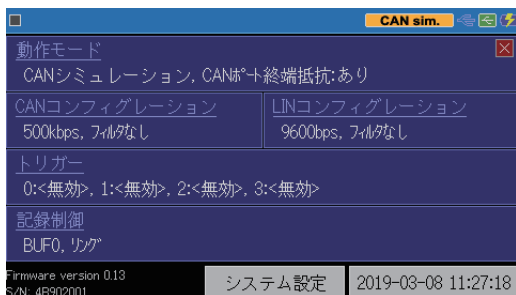 CAN sim.
動作モード
CANシミュレーション, CANﾎﾟｰﾄ終端抵抗:あり
CANコンフィグレーション
500kbps, ﾌｨﾙﾀなし
LINコンフィグレーション
9600bps, ﾌｨﾙﾀなし
トリガー
0:<無効>, 1:<無効>, 2:<無効>, 3:<無効>
記録制御
BUF0, ﾘﾝｸﾞ
Firmware version 0.13
S/N: 4B902001
システム設定
2019-03-08 11:27:18